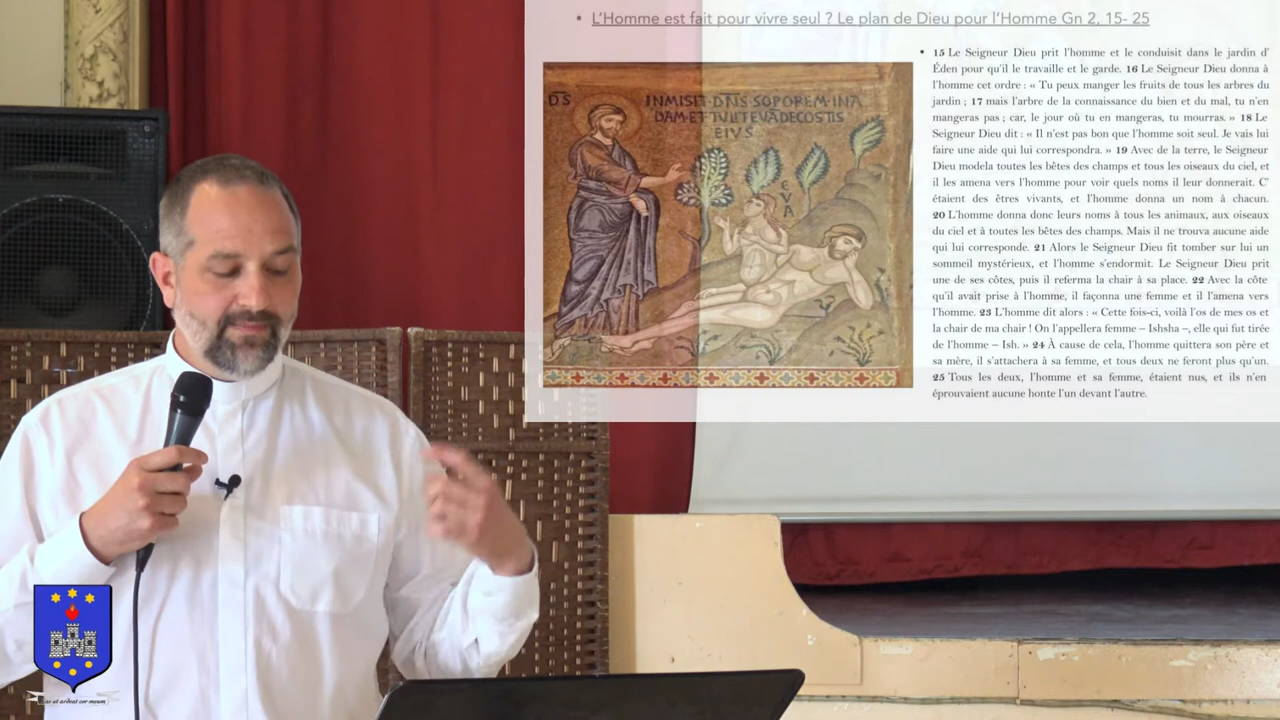 • L'Homme est fait pour vivre seul ? Le plan de Dieu pour l'Homme Gn 2, 15- 25
DS
INMISIT·DNS·SOPOREM·INA
DAM·ET·TVLIT·EVĀ·DE·COSTIS
EIVS
EVA
• 15 Le Seigneur Dieu prit l'homme et le conduisit dans le jardin d'
Éden pour qu'il le travaille et le garde. 16 Le Seigneur Dieu donna à
l'homme cet ordre : « Tu peux manger les fruits de tous les arbres du
jardin ; 17 mais l'arbre de la connaissance du bien et du mal, tu n'en
mangeras pas ; car, le jour où tu en mangeras, tu mourras. » 18 Le
Seigneur Dieu dit : « Il n'est pas bon que l'homme soit seul. Je vais lui
faire une aide qui lui correspondra. » 19 Avec de la terre, le Seigneur
Dieu modela toutes les bêtes des champs et tous les oiseaux du ciel, et
il les amena vers l'homme pour voir quels noms il leur donnerait. C'
étaient des êtres vivants, et l'homme donna un nom à chacun.
20 L'homme donna donc leurs noms à tous les animaux, aux oiseaux
du ciel et à toutes les bêtes des champs. Mais il ne trouva aucune aide
qui lui corresponde. 21 Alors le Seigneur Dieu fit tomber sur lui un
sommeil mystérieux, et l'homme s'endormit. Le Seigneur Dieu prit
une de ses côtes, puis il referma la chair à sa place. 22 Avec la côte
qu'il avait prise à l'homme, il façonna une femme et il l'amena vers
l'homme. 23 L'homme dit alors : « Cette fois-ci, voilà l'os de mes os et
la chair de ma chair ! On l'appellera femme – Ishsha –, elle qui fut tirée
de l'homme – Ish. » 24 À cause de cela, l'homme quittera son père et
sa mère, il s'attachera à sa femme, et tous deux ne feront plus qu'un.
25 Tous les deux, l'homme et sa femme, étaient nus, et ils n'en
éprouvaient aucune honte l'un devant l'autre.
ut ardeat cor meum